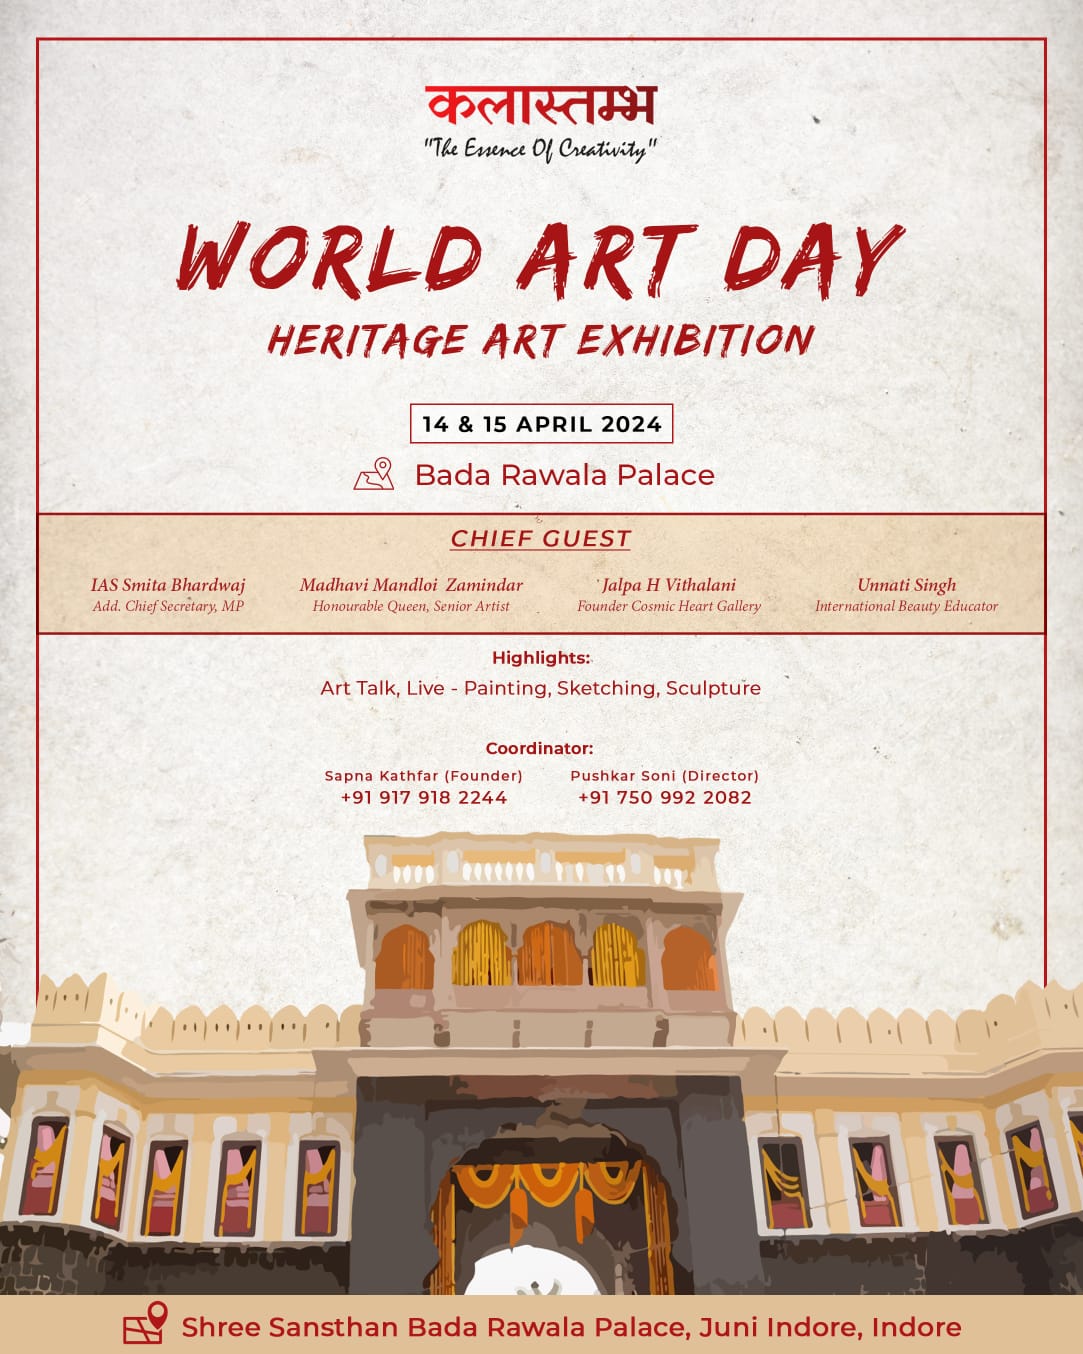 कलास्तम्भ
"The Essence Of Creativity"
WORLD ART DAY
HERITAGE ART EXHIBITION
14 & 15 APRIL 2024
Bada Rawala Palace
CHIEF GUEST
IAS Smita Bhardwaj
Add. Chief Secretary, MP
Madhavi Mandloi Zamindar
Honourable Queen, Senior Artist
Jalpa H Vithalani
Founder Cosmic Heart Gallery
Unnati Singh
International Beauty Educator
Highlights:
Art Talk, Live - Painting, Sketching, Sculpture
Coordinator:
Sapna Kathfar (Founder)
+91 917 918 2244
Pushkar Soni (Director)
+91 750 992 2082
Shree Sansthan Bada Rawala Palace, Juni Indore, Indore